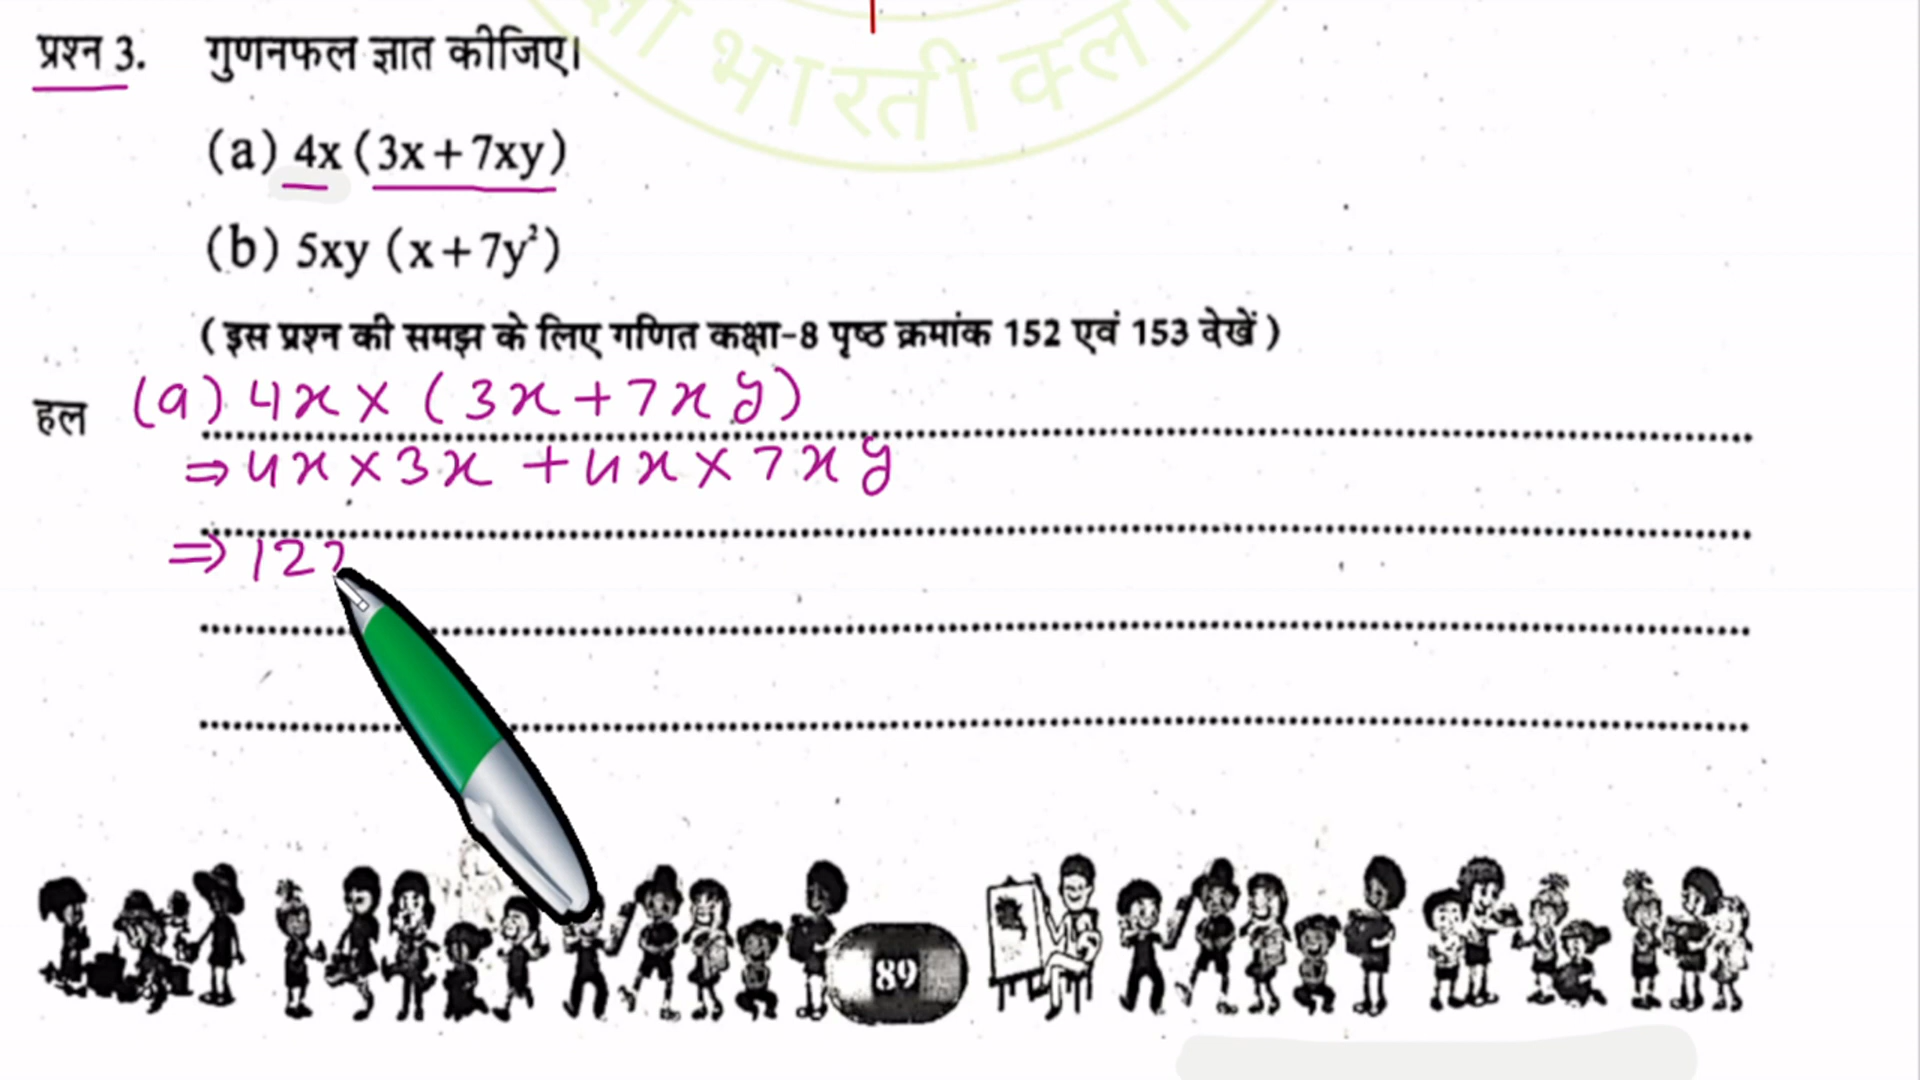 क्षा भारती क्ला
प्रश्न 3. गुणनफल ज्ञात कीजिए।
(a) 4x (3x+7xy)
(b) 5xy (x+7y²)
( इस प्रश्न की समझ के लिए गणित कक्षा-8 पृष्ठ क्रमांक 152 एवं 153 देखें )
हल (a) 4x × (3x+7xy)
⇒ 4x × 3x + 4x × 7xy
⇒ 12
89